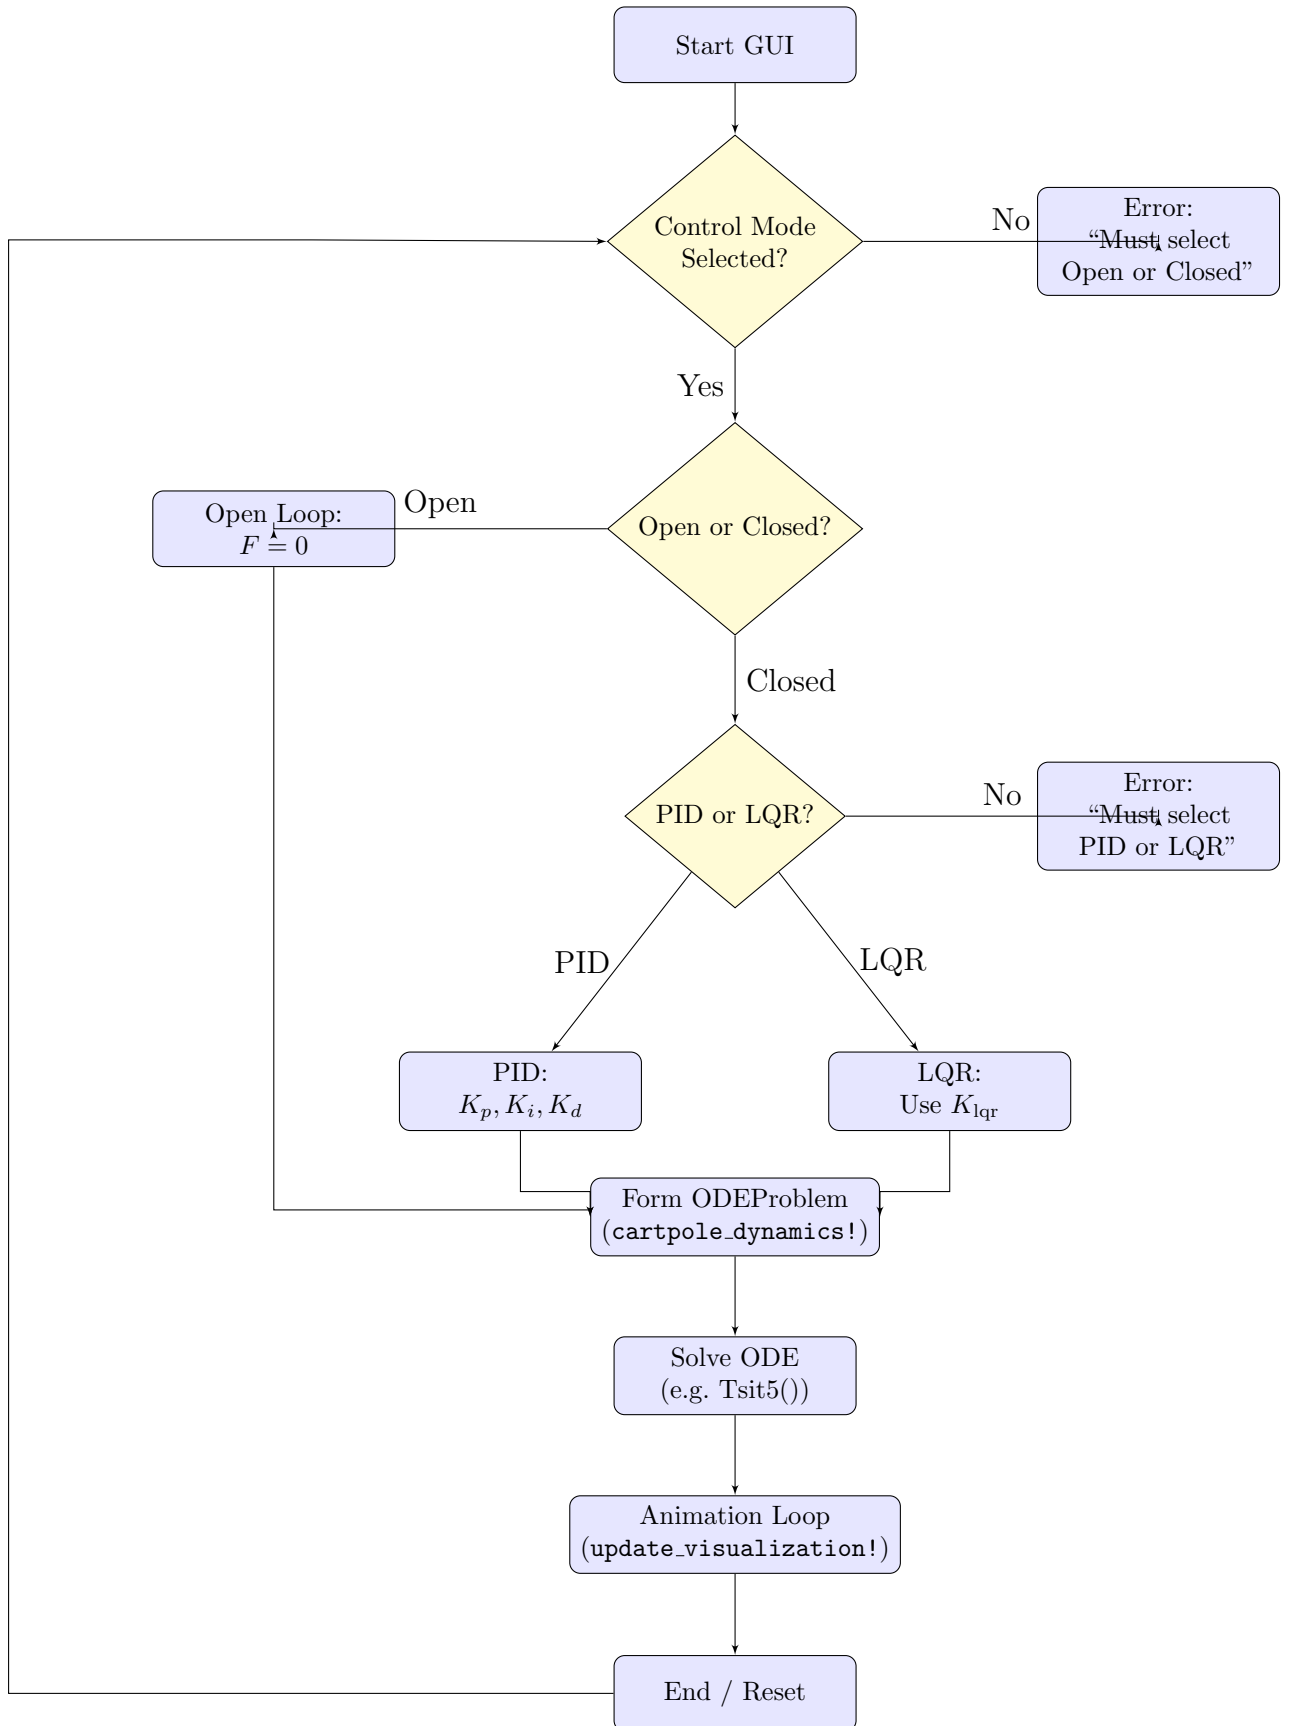 Start GUI
Control Mode
Selected?
No
Error:
“Must select
Open or Closed”
Yes
Open Loop:
F = 0
Open
Open or Closed?
Closed
PID or LQR?
No
Error:
“Must select
PID or LQR”
PID
LQR
PID:
K_p, K_i, K_d
LQR:
Use K_lqr
Form ODEProblem
(cartpole_dynamics!)
Solve ODE
(e.g. Tsit5())
Animation Loop
(update_visualization!)
End / Reset